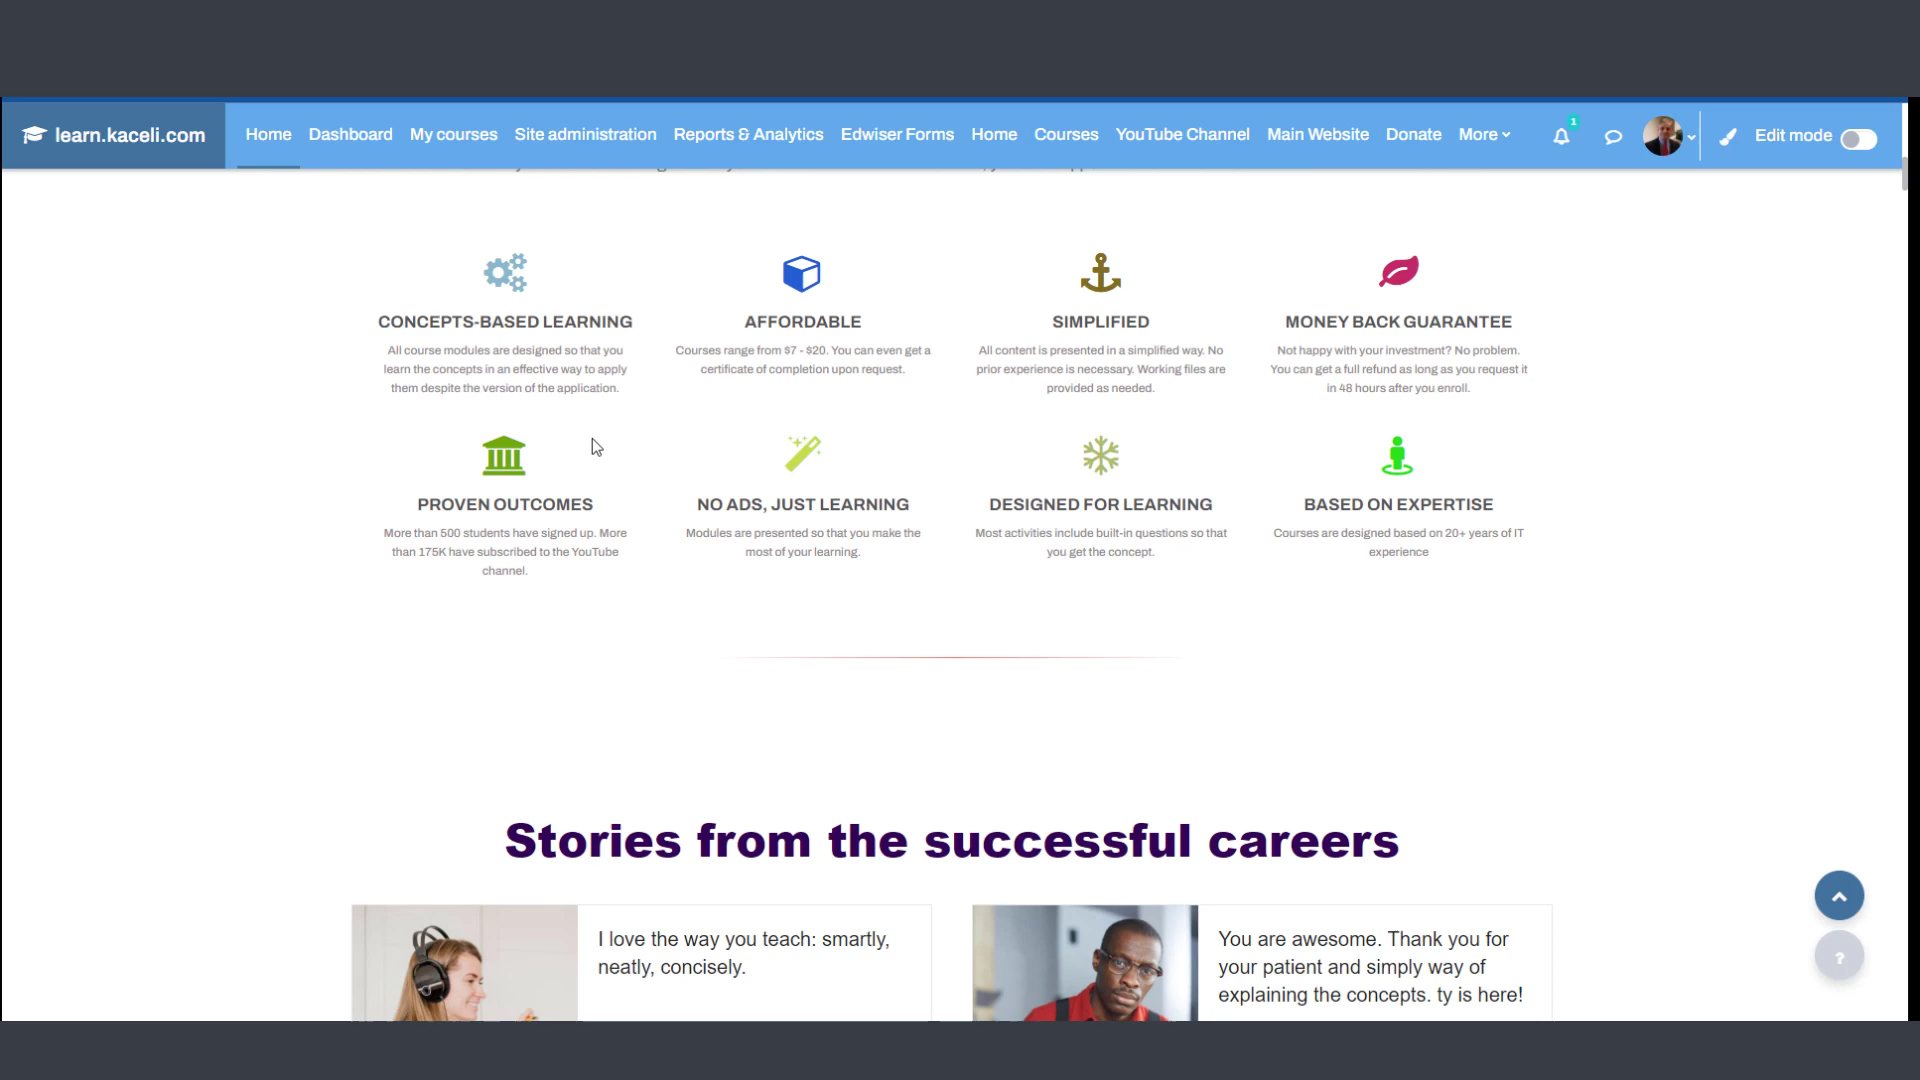 learn.kaceli.com
Home Dashboard My courses Site administration Reports & Analytics Edwiser Forms Home Courses YouTube Channel Main Website Donate More
1
Edit mode
CONCEPTS-BASED LEARNING
All course modules are designed so that you
learn the concepts in an effective way to apply
them despite the version of the application.
AFFORDABLE
Courses range from $7 - $20. You can even get a
certificate of completion upon request.
SIMPLIFIED
All content is presented in a simplified way. No
prior experience is necessary. Working files are
provided as needed.
MONEY BACK GUARANTEE
Not happy with your investment? No problem.
You can get a full refund as long as you request it
in 48 hours after you enroll.
PROVEN OUTCOMES
More than 500 students have signed up. More
than 175K have subscribed to the YouTube
channel.
NO ADS, JUST LEARNING
Modules are presented so that you make the
most of your learning.
DESIGNED FOR LEARNING
Most activities include built-in questions so that
you get the concept.
BASED ON EXPERTISE
Courses are designed based on 20+ years of IT
experience
Stories from the successful careers
I love the way you teach: smartly,
neatly, concisely.
You are awesome. Thank you for
your patient and simply way of
explaining the concepts. ty is here!
?